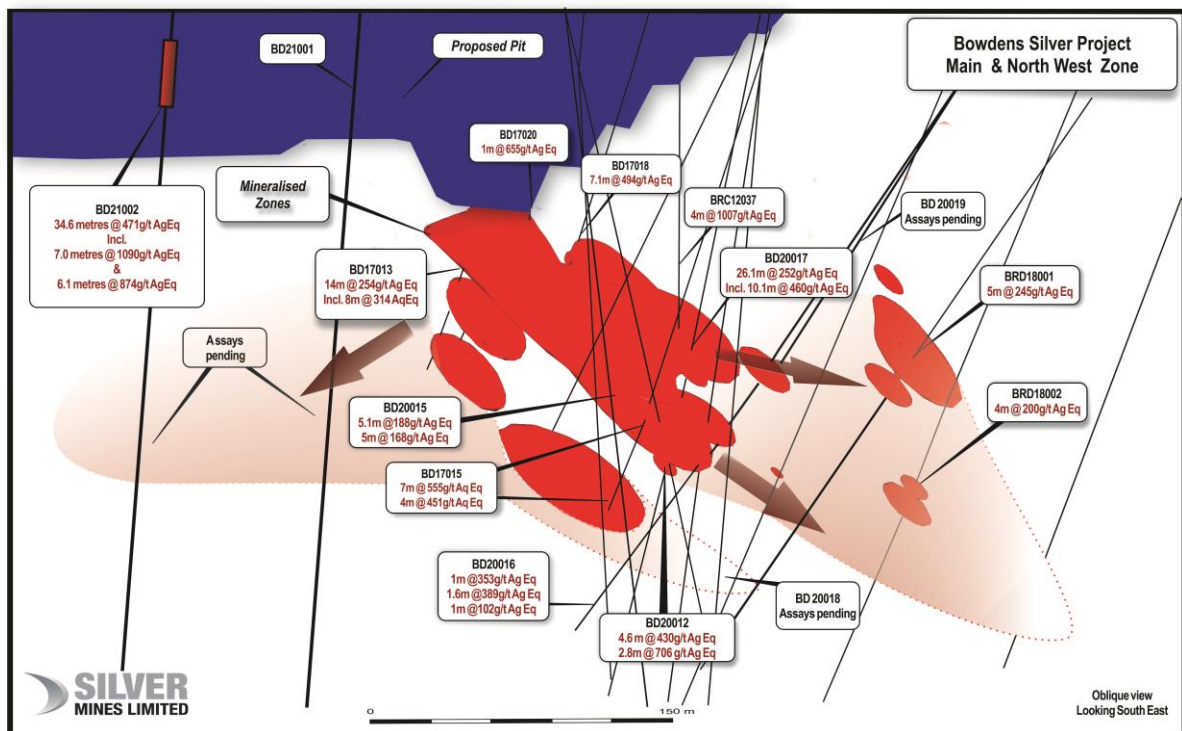 Bowdens Silver Project
Main & North West Zone
BD21001
Proposed Pit
BD17020
1m @ 655g/t Ag Eq
BD17018
7.1m @ 494g/t Ag Eq
Mineralised
Zones
BRC12037
4m @ 1007g/t Ag Eq
BD 20019
Assays pending
BD21002
34.6 metres @ 471g/t AgEq
Incl.
7.0 metres @ 1090g/t AgEq
&
6.1 metres @ 874g/t AgEq
BD17013
14m @ 254g/t Ag Eq
Incl. 8m @ 314 AqEq
BD20017
26.1m @ 252g/t Ag Eq
Incl. 10.1m @ 460g/t Ag Eq
BRD18001
5m @ 245g/t Ag Eq
Assays
pending
BD20015
5.1m @188g/t Ag Eq
5m @ 168g/t Ag Eq
BRD18002
4m @ 200g/t Ag Eq
BD17015
7m @ 555g/t Aq Eq
4m @ 451g/t Aq Eq
BD20016
1m @353g/t Ag Eq
1.6m @389g/t Ag Eq
1m @102g/t Ag Eq
BD 20018
Assays pending
BD20012
4.6 m @ 430g/t Ag Eq
2.8m @ 706 g/t Ag Eq
SILVER
MINES LIMITED
0
150 m
Oblique view
Looking South East